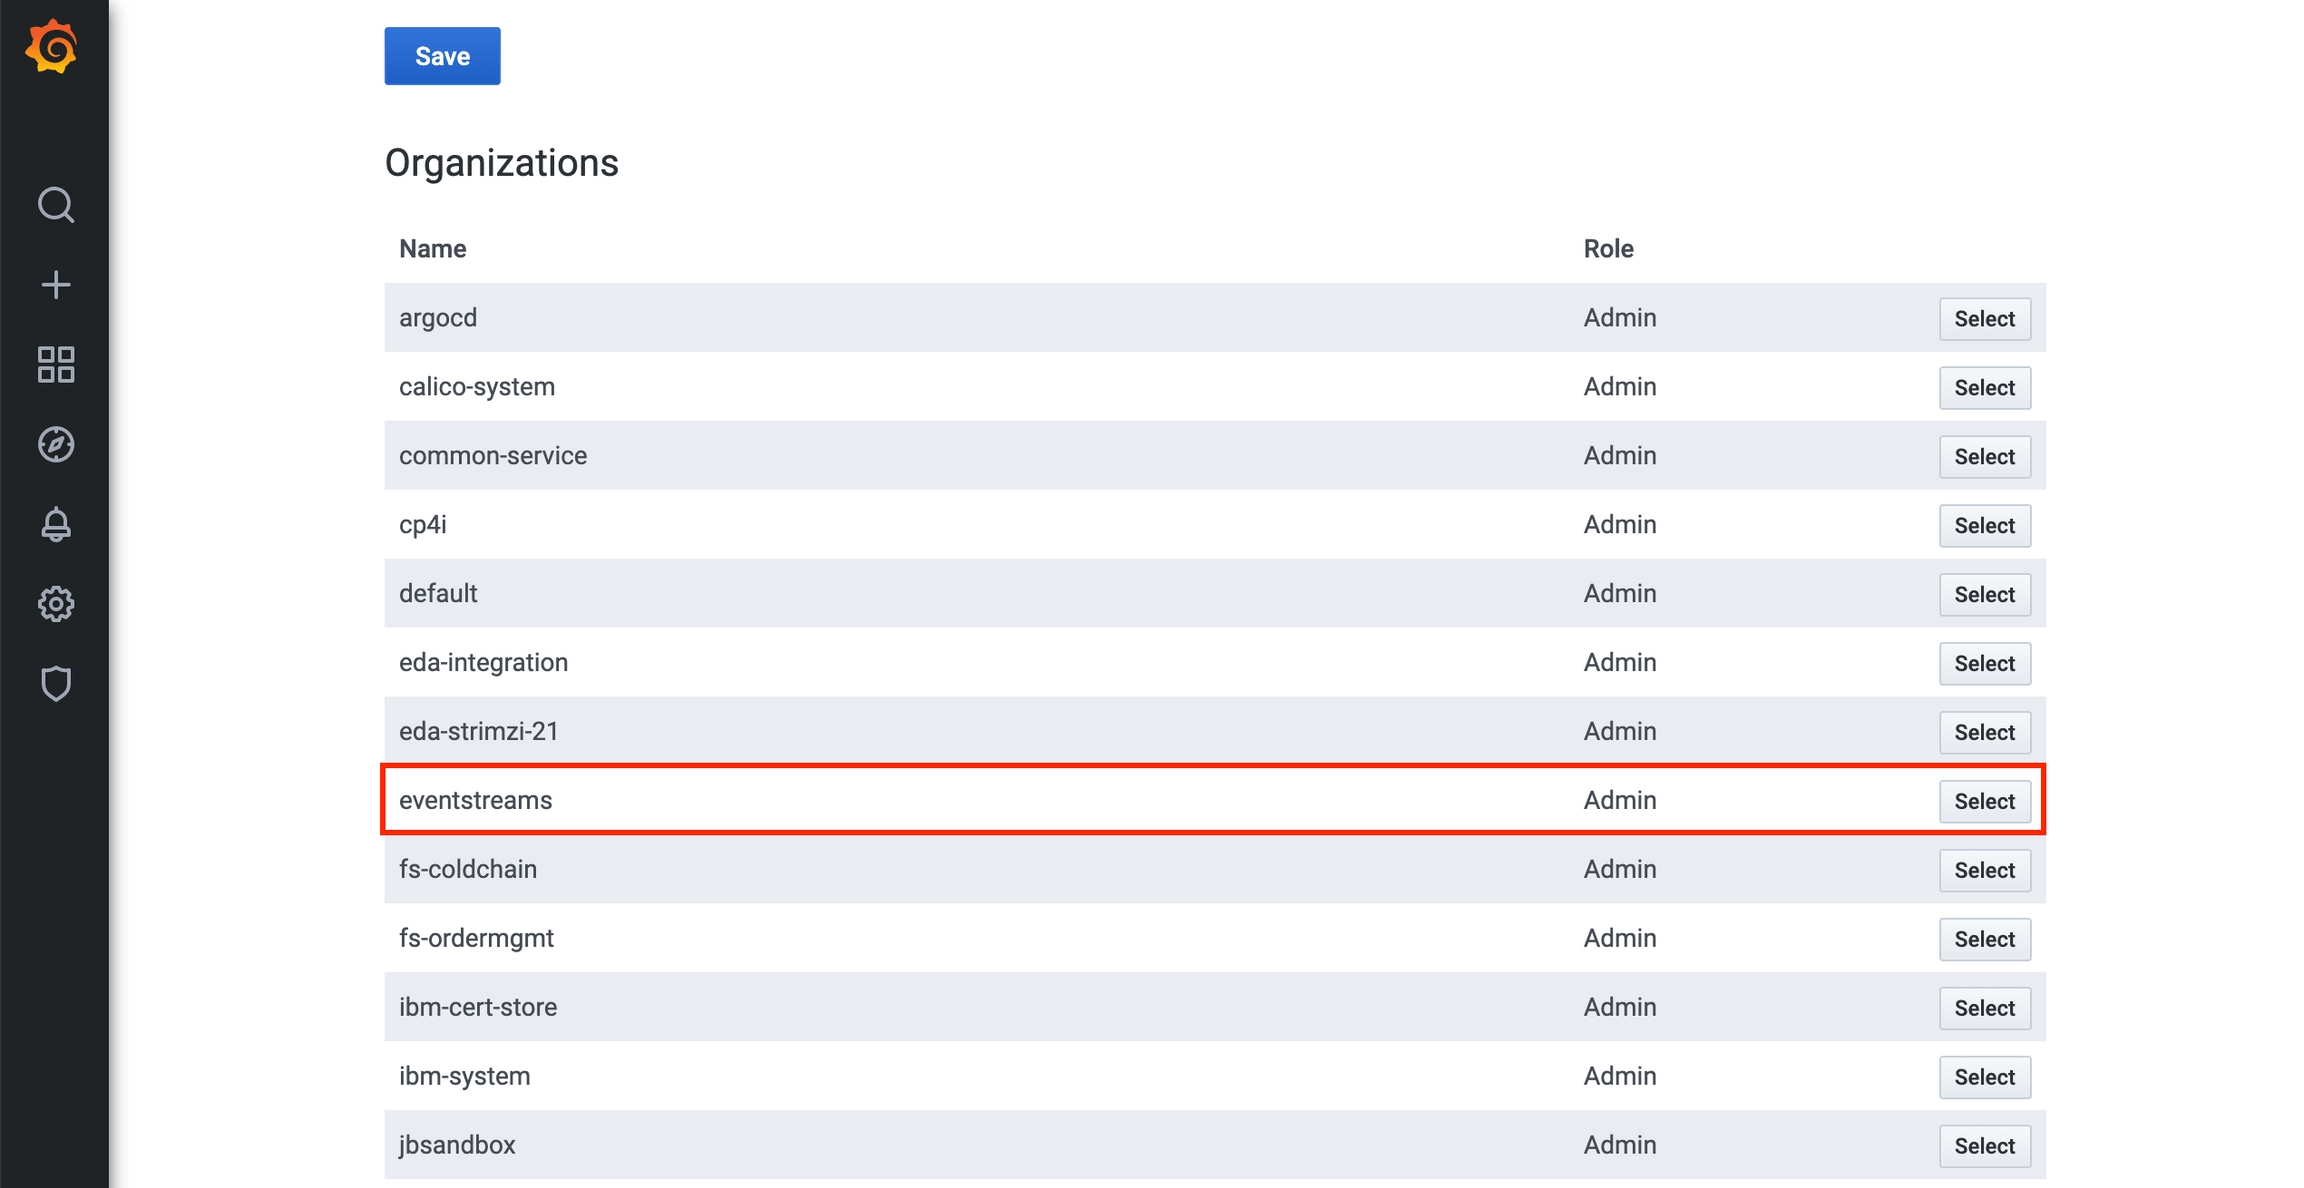 Save
Organizations
Name Role
argocd Admin Select
calico-system Admin Select
common-service Admin Select
cp4i Admin Select
default Admin Select
eda-integration Admin Select
eda-strimzi-21 Admin Select
eventstreams Admin Select
fs-coldchain Admin Select
fs-ordermgmt Admin Select
ibm-cert-store Admin Select
ibm-system Admin Select
jbsandbox Admin Select